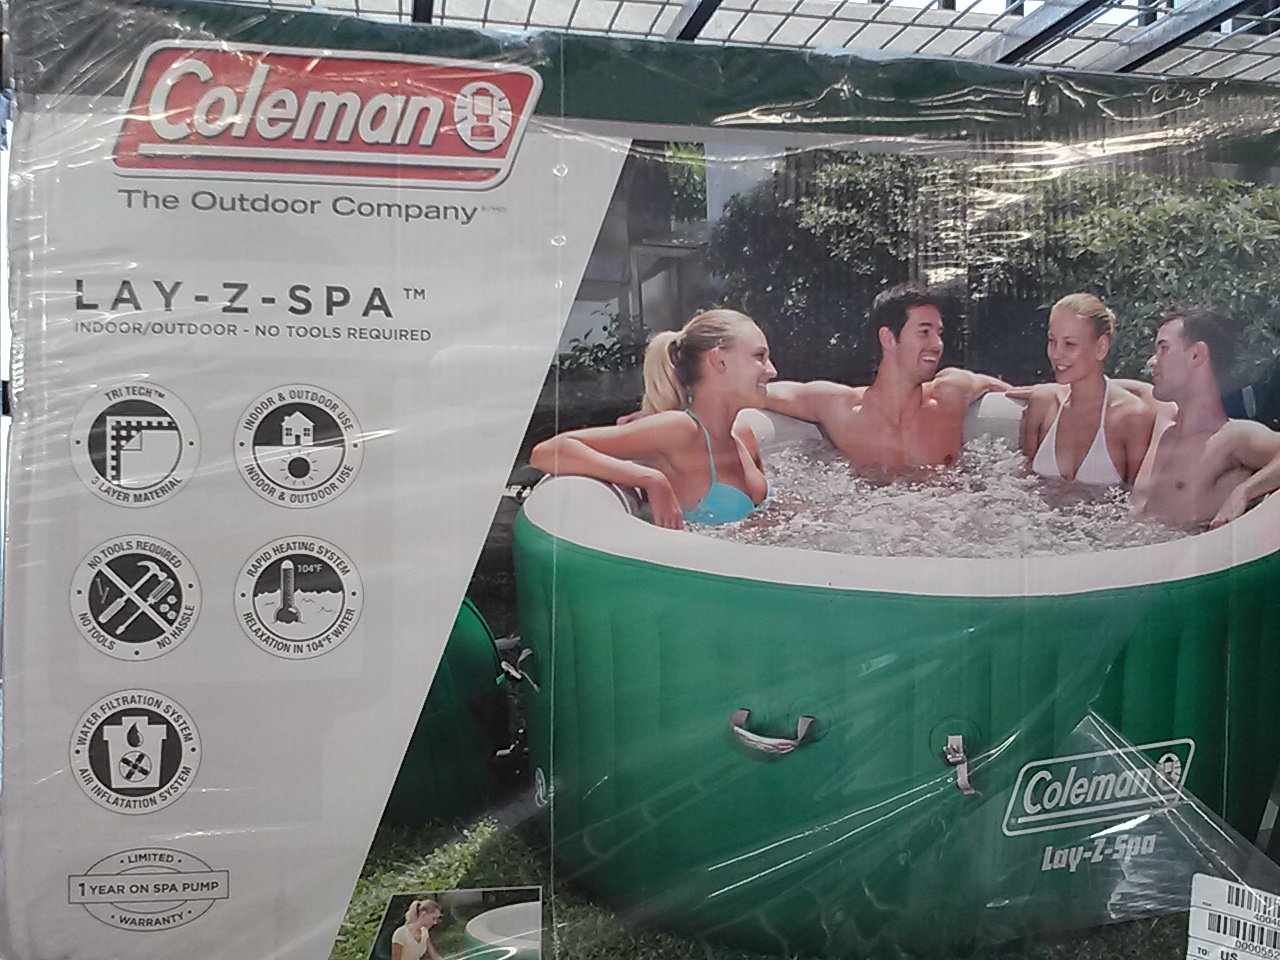 Coleman
The Outdoor Company
LAY-Z-SPA™
INDOOR/OUTDOOR - NO TOOLS REQUIRED
TRI TECH™
3 LAYER MATERIAL
INDOOR & OUTDOOR USE
INDOOR & OUTDOOR USE
NO TOOLS REQUIRED
NO TOOLS • NO HASSLE
RAPID HEATING SYSTEM
104°F
RELAXATION IN 104°F WATER
WATER FILTRATION SYSTEM
AIR INFLATATION SYSTEM
• LIMITED •
1 YEAR ON SPA PUMP
• WARRANTY •
Coleman
Lay-Z-Spa
TO: US